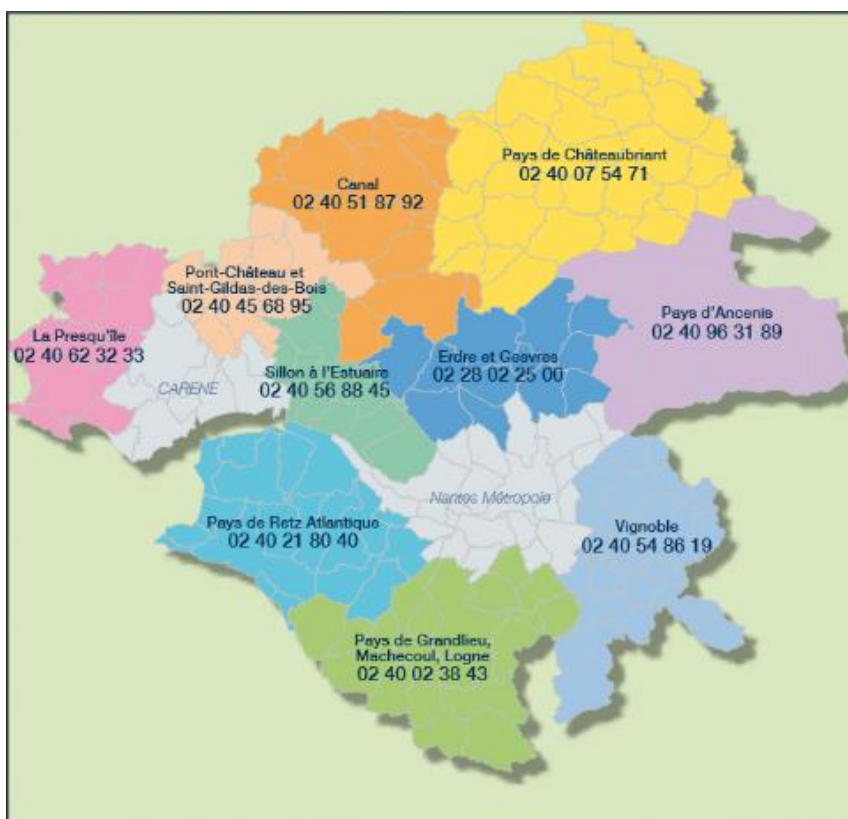 Pays de Châteaubriant
02 40 07 54 71
Canal
02 40 51 87 92
Pont-Château et
Saint-Gildas-des-Bois
02 40 45 68 95
La Presqu'île
02 40 62 32 33
CARENE
Sillon à l'Estuaire
02 40 56 88 45
Erdre et Gesvres
02 28 02 25 00
Pays d'Ancenis
02 40 96 31 89
Nantes Métropole
Pays de Retz Atlantique
02 40 21 80 40
Vignoble
02 40 54 86 19
Pays de Grandlieu,
Machecoul, Logne
02 40 02 38 43